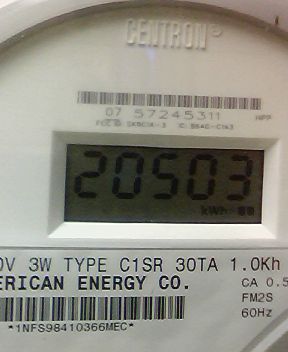 CENTRON®
07 57245311
HPP
20503
kWh
0V 3W TYPE C1SR 30TA 1.0Kh
ERICAN ENERGY CO.
CA 0.5
FM2S
60Hz
*1NFS98410366MEC*